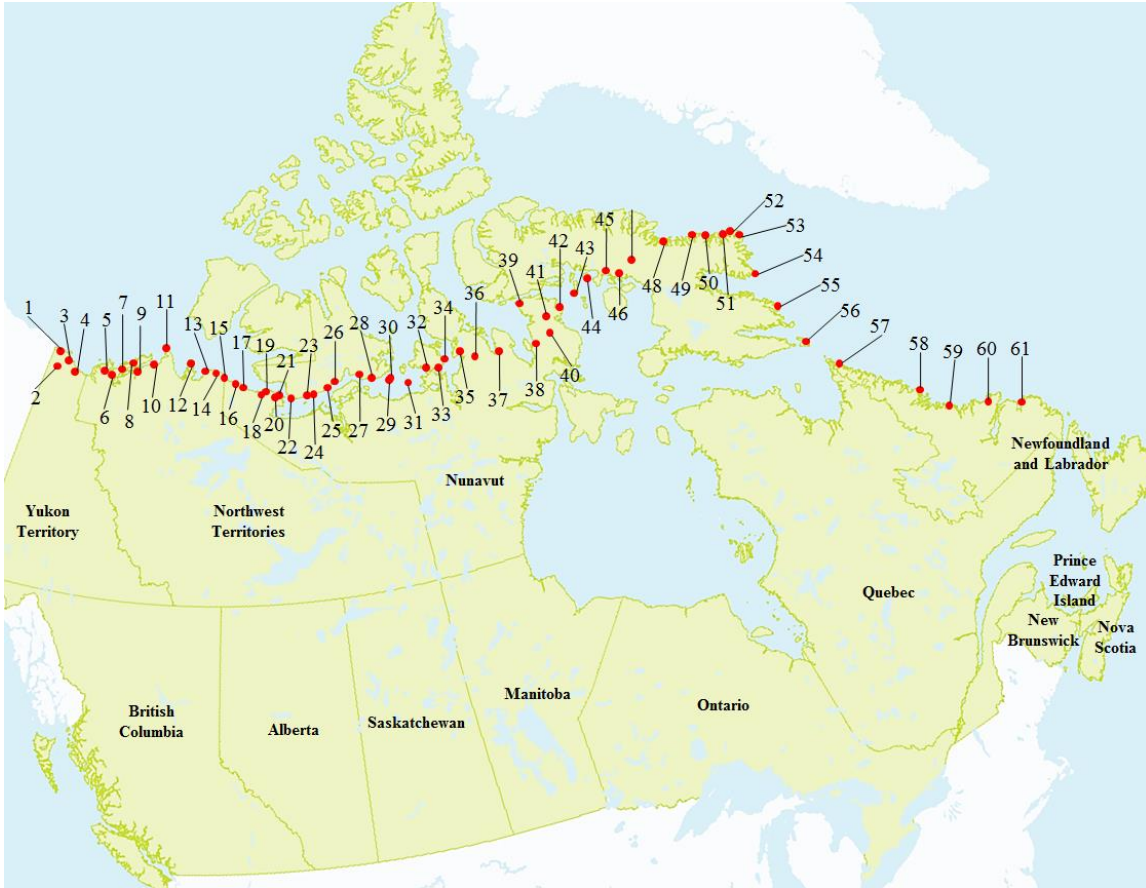 1
2
3
4
5
6
7
8
9
10
11
12
13
14
15
16
17
18
19
20
21
22
23
24
25
26
27
28
29
30
31
32
33
34
35
36
37
38
39
40
41
42
43
44
45
46
48
49
50
51
52
53
54
55
56
57
58
59
60
61
Yukon
Territory
Northwest
Territories
Nunavut
Newfoundland
and Labrador
Quebec
Prince
Edward
Island
New
Brunswick
Nova
Scotia
British
Columbia
Alberta
Saskatchewan
Manitoba
Ontario